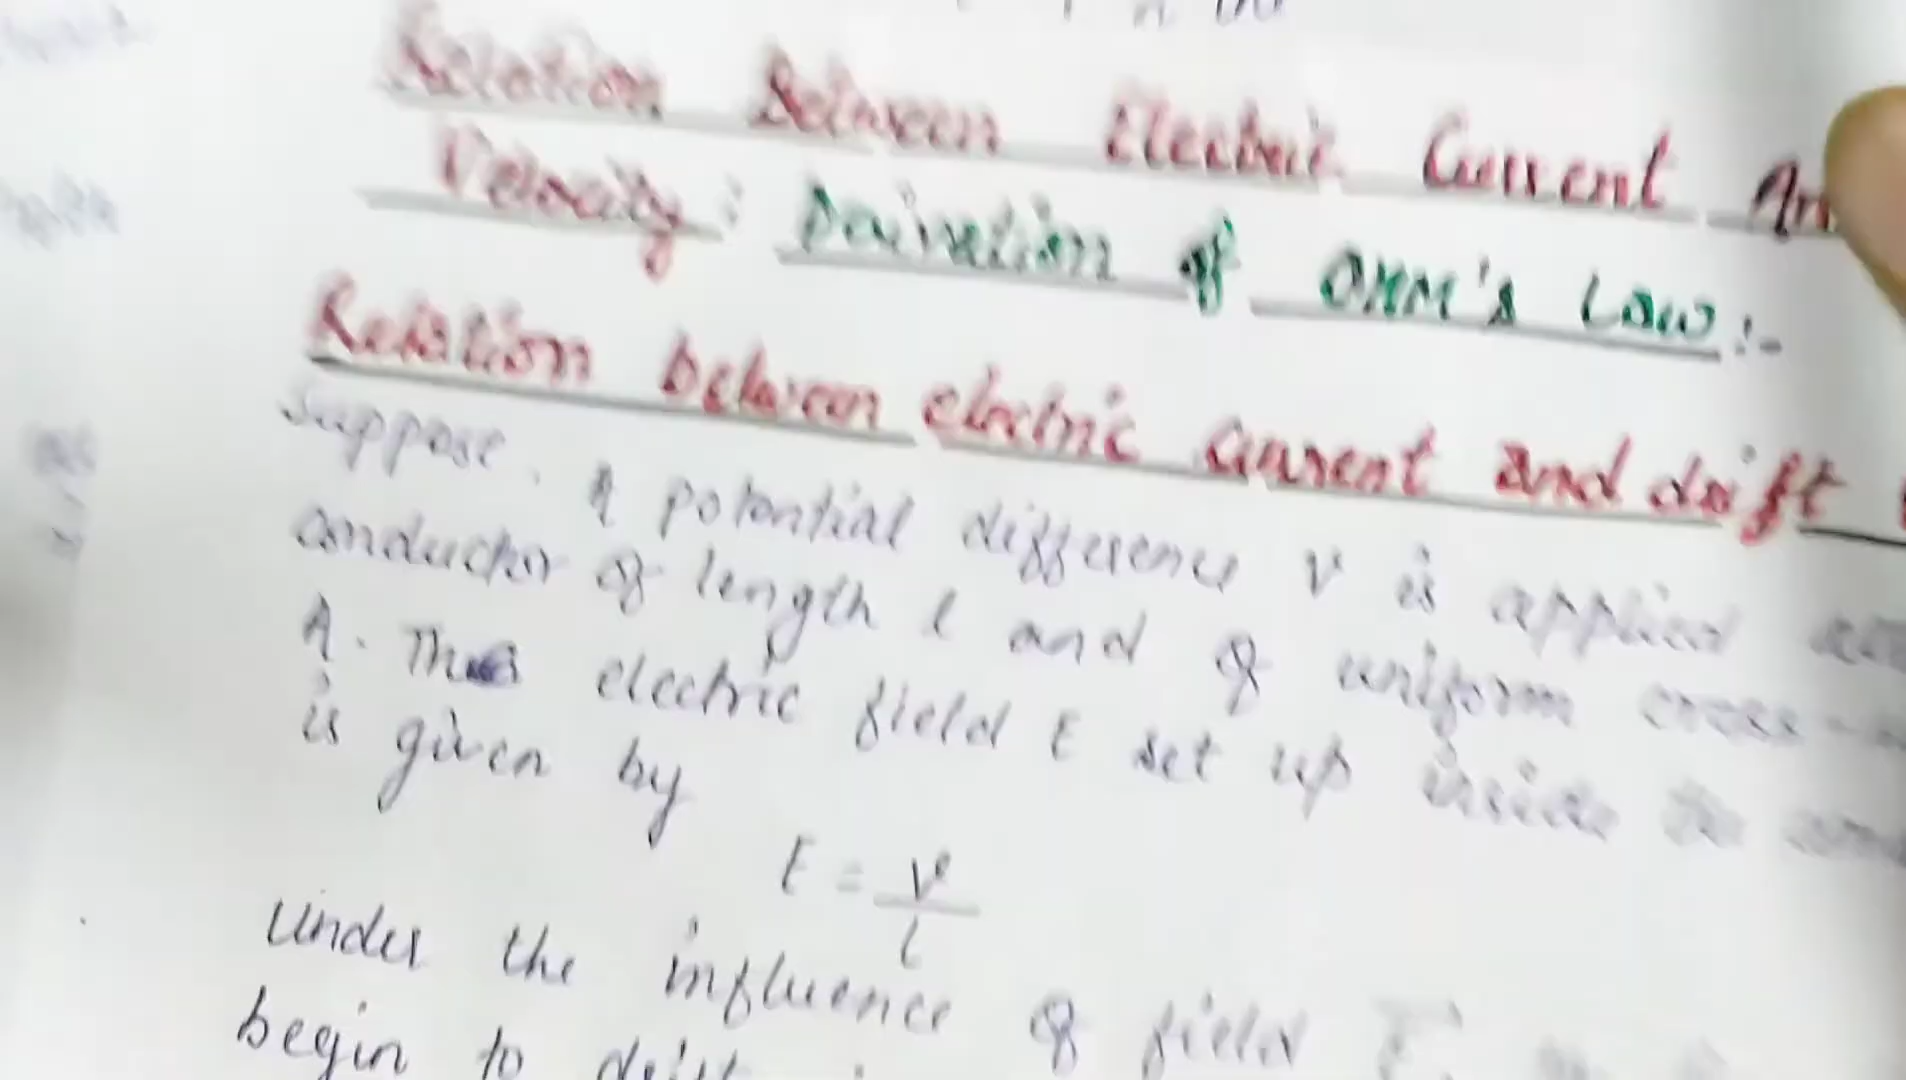 Relation Between Electric Current An
Velocity: Derivation of OHM's Law:-
Relation between electric current and drift
Suppose, A potential difference V is applied
conductor of length l and of uniform cross-
A. The electric field E set up inside the
is given by
E = V
l
Under the influence of field E,
begin to